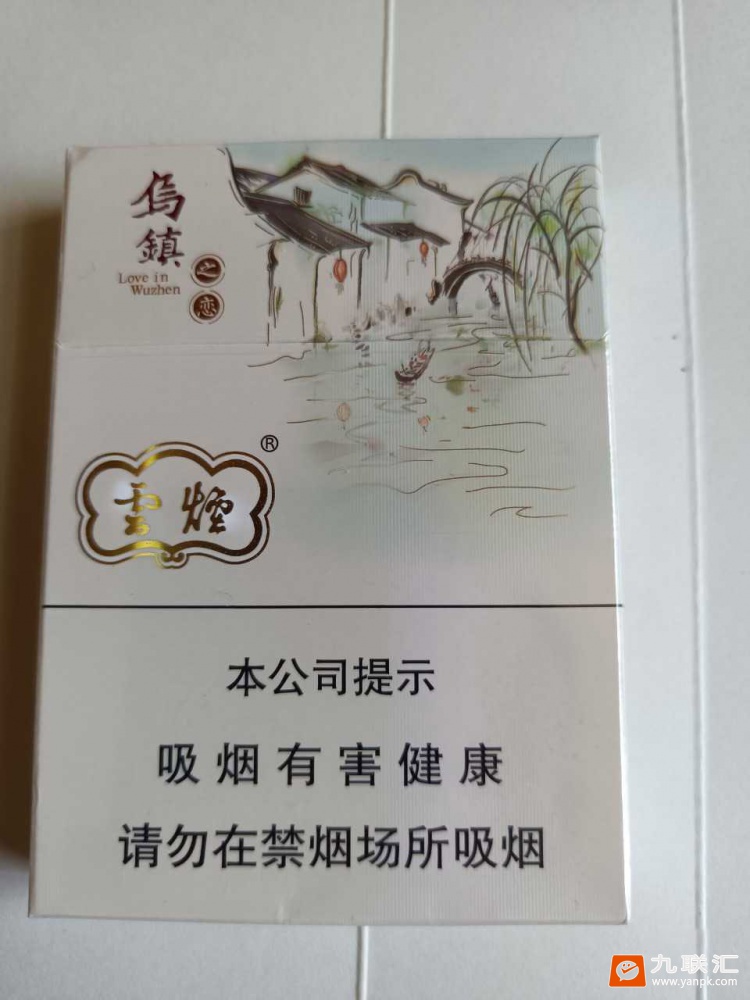 烏
鎮
Love in
Wuzhen
之
恋
雲煙®
本公司提示
吸烟有害健康
请勿在禁烟场所吸烟
九联汇
www.yanpk.com